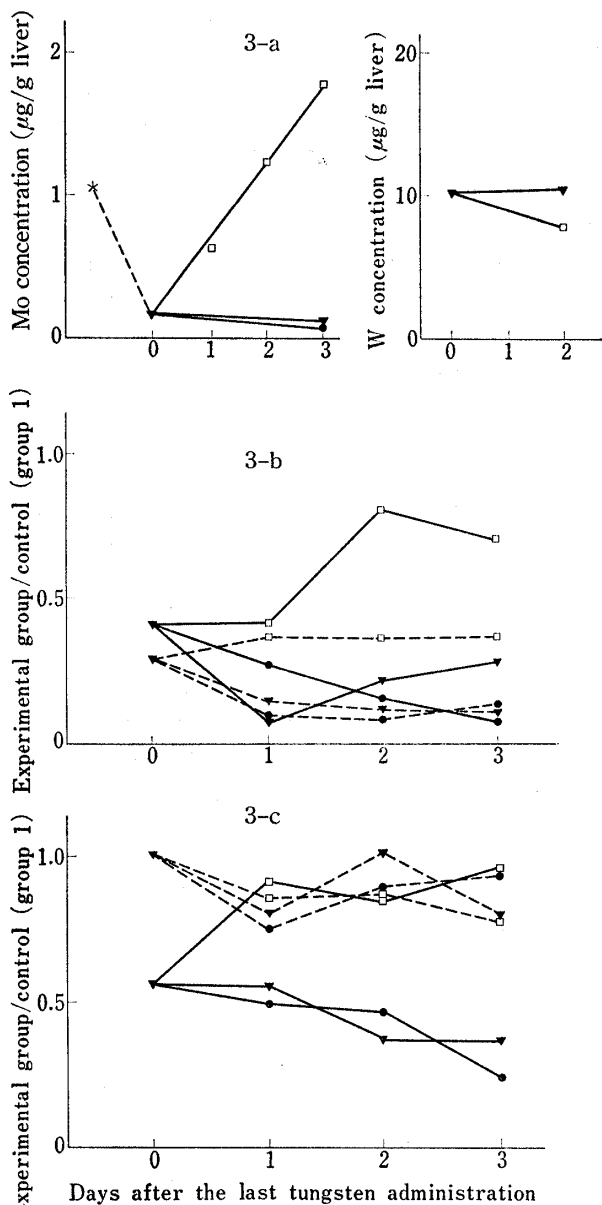 3-a
Mo concentration (μg/g liver)
2
1
0
0 1 2 3
W concentration (μg/g liver)
20
10
0
0 1 2
3-b
Experimental group/control (group 1)
1.0
0.5
0
0 1 2 3
3-c
xperimental group/control (group 1)
1.0
0.5
0
0 1 2 3
Days after the last tungsten administration